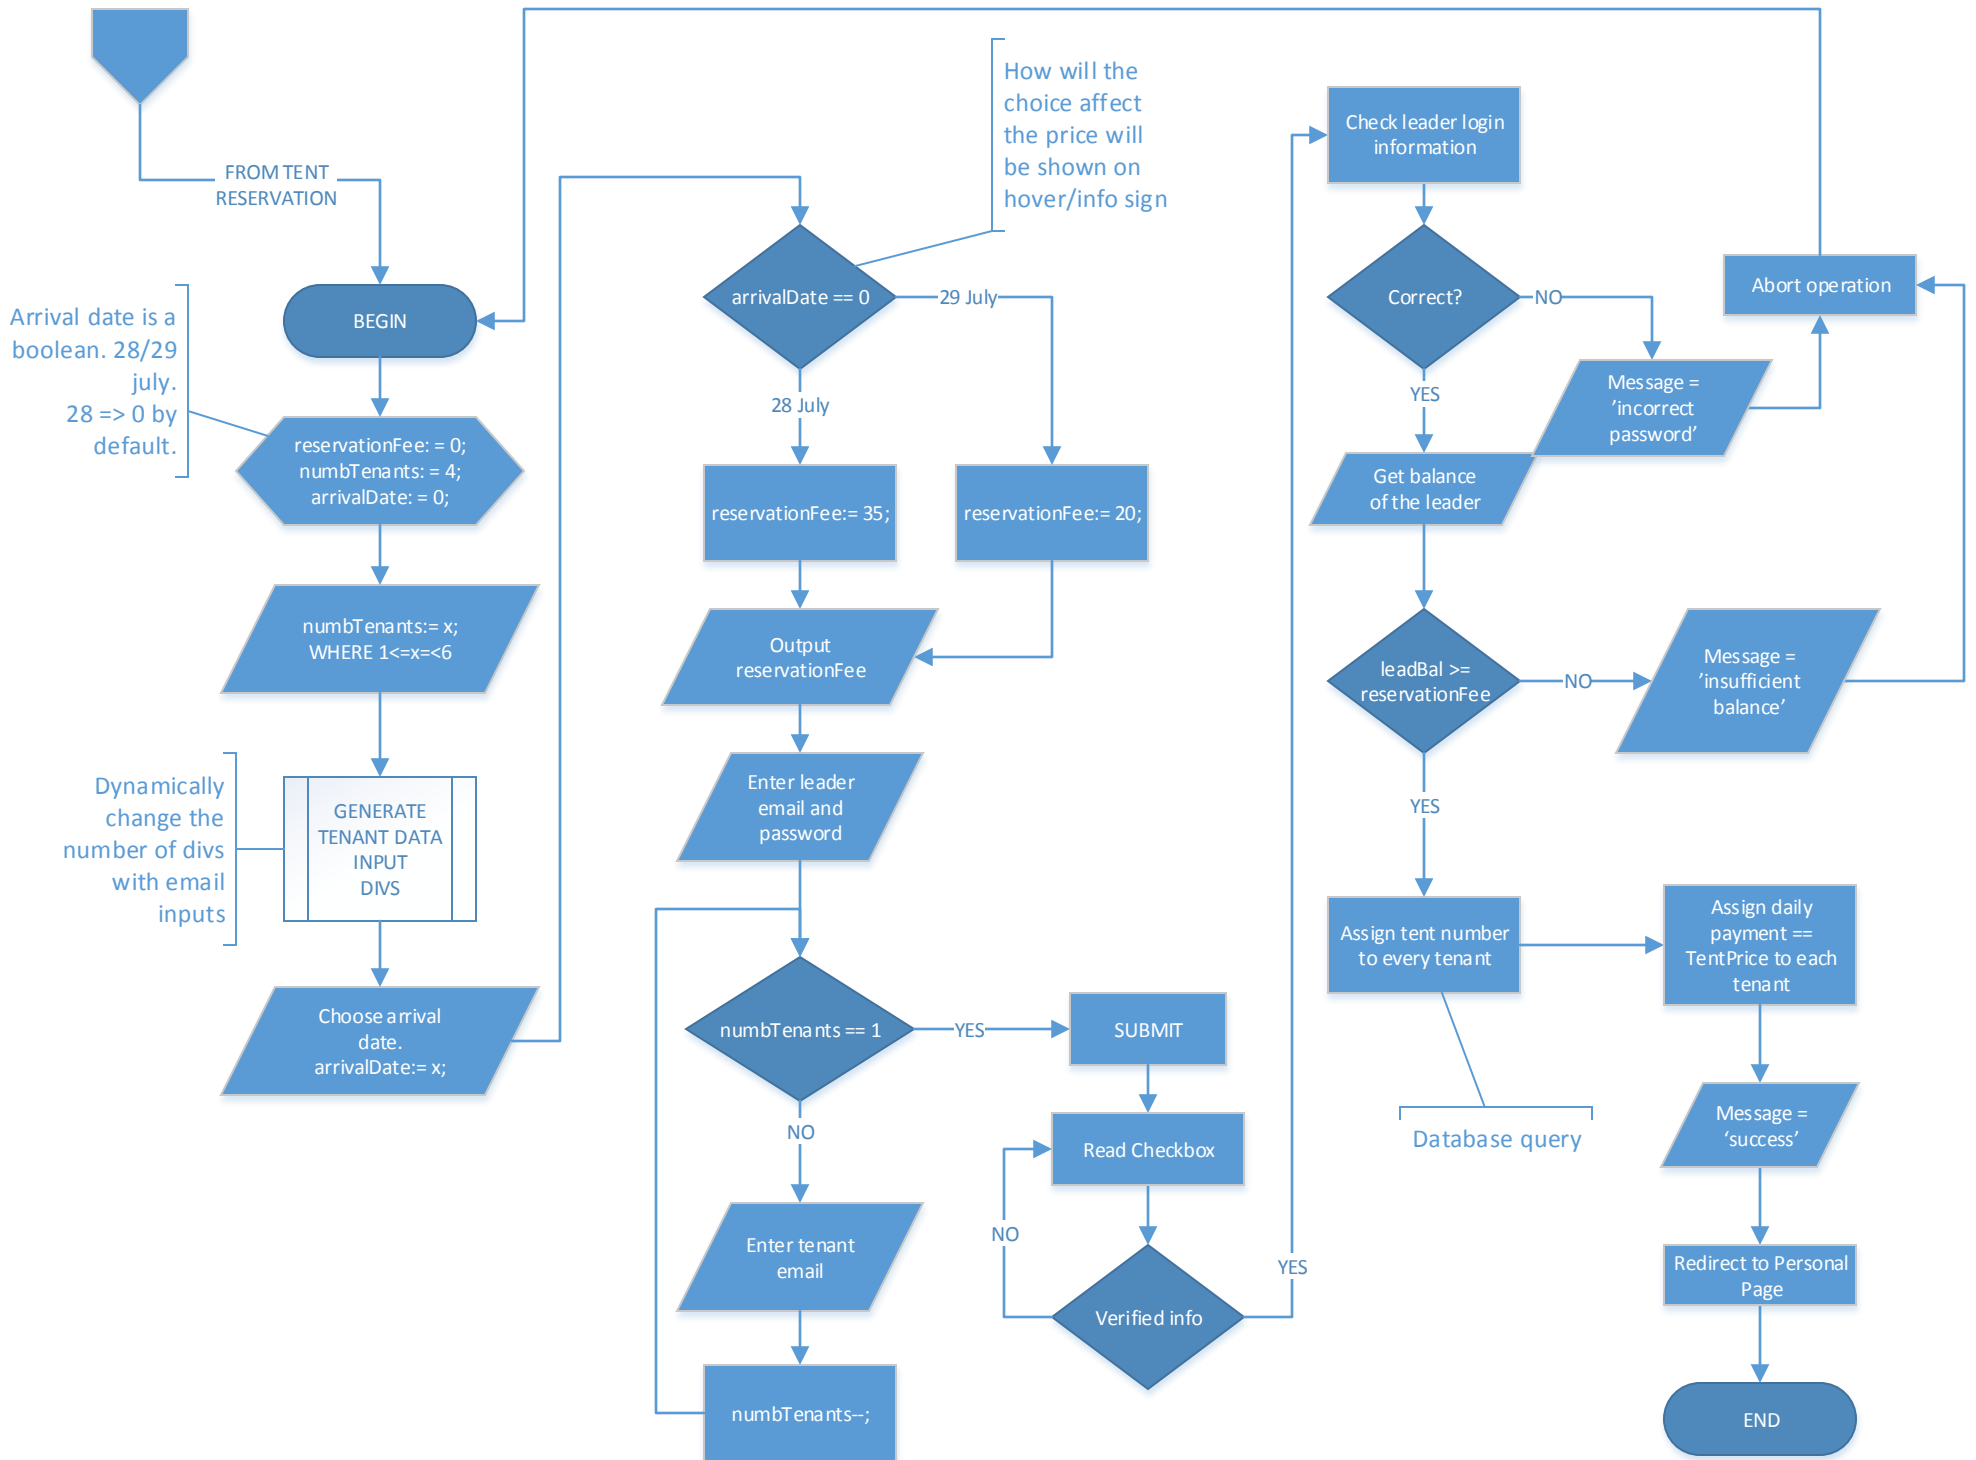 FROM TENT
RESERVATION
BEGIN
Arrival date is a
boolean. 28/29
july.
28 => 0 by
default.
reservationFee: = 0;
numbTenants: = 4;
arrivalDate: = 0;
numbTenants:= x;
WHERE 1<=x=<6
Dynamically
change the
number of divs
with email
inputs
GENERATE
TENANT DATA
INPUT
DIVS
Choose arrival
date.
arrivalDate:= x;
How will the
choice affect
the price will
be shown on
hover/info sign
arrivalDate == 0
29 July
28 July
reservationFee:= 35;
reservationFee:= 20;
Output
reservationFee
Enter leader
email and
password
numbTenants == 1
YES
SUBMIT
NO
Read Checkbox
Enter tenant
email
NO
Verified info
YES
numbTenants--;
Check leader login
information
Correct?
NO
Abort operation
YES
Message =
’incorrect
password’
Get balance
of the leader
leadBal >=
reservationFee
NO
Message =
’insufficient
balance’
YES
Assign tent number
to every tenant
Assign daily
payment ==
TentPrice to each
tenant
Database query
Message =
‘success’
Redirect to Personal
Page
END